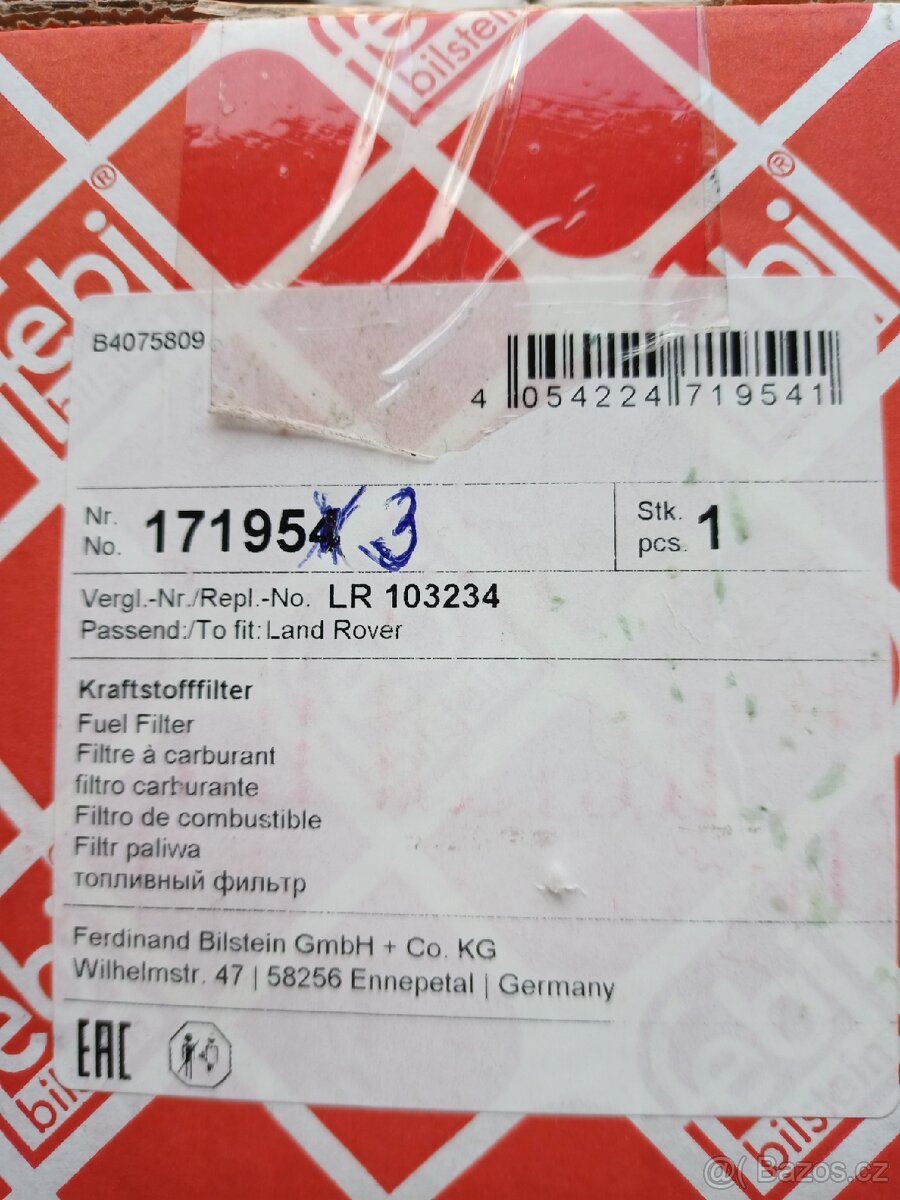 bilstein
febi®
®
B4075809
4 054224 719541
Nr.
No. 171954 3
Stk.
pcs. 1
Vergl.-Nr./Repl.-No. LR 103234
Passend:/To fit: Land Rover
Kraftstofffilter
Fuel Filter
Filtre à carburant
filtro carburante
Filtro de combustible
Filtr paliwa
топливный фильтр
Ferdinand Bilstein GmbH + Co. KG
Wilhelmstr. 47 | 58256 Ennepetal | Germany
EAC
febi
bilstein
@( Bazos.cz